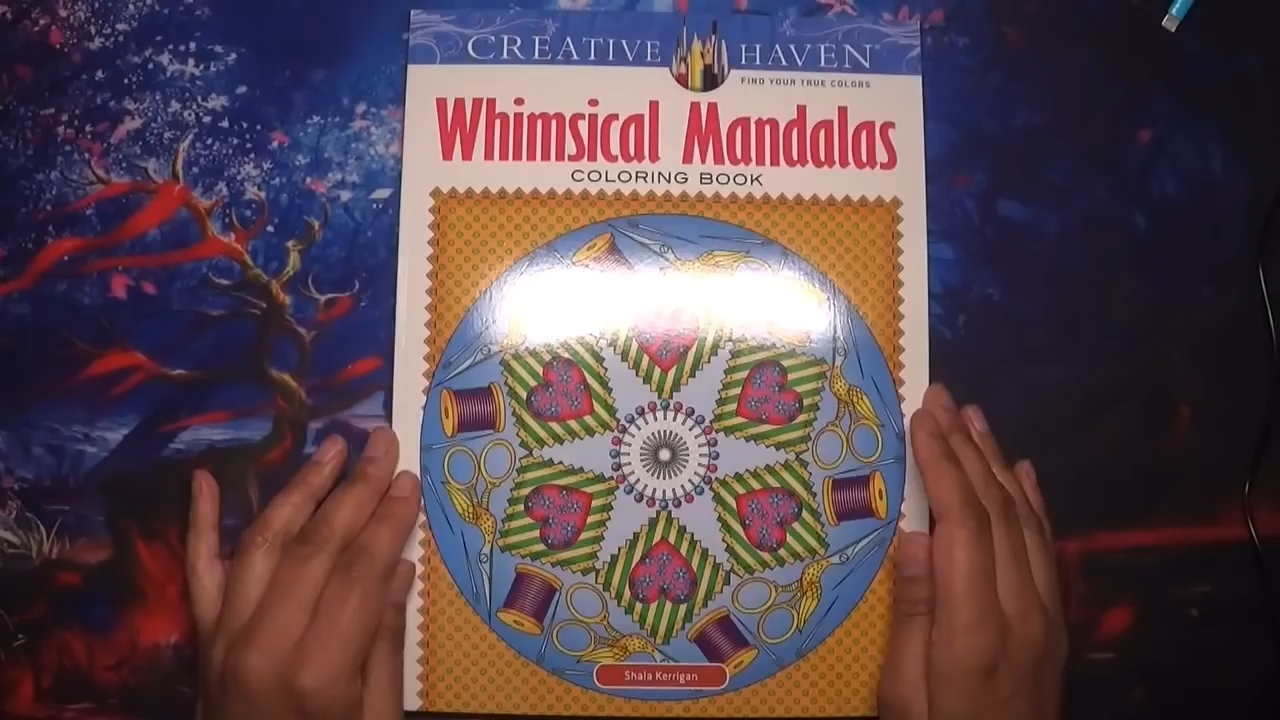 CREATIVE HAVEN
FIND YOUR TRUE COLORS
Whimsical Mandalas
COLORING BOOK
Shala Kerrigan